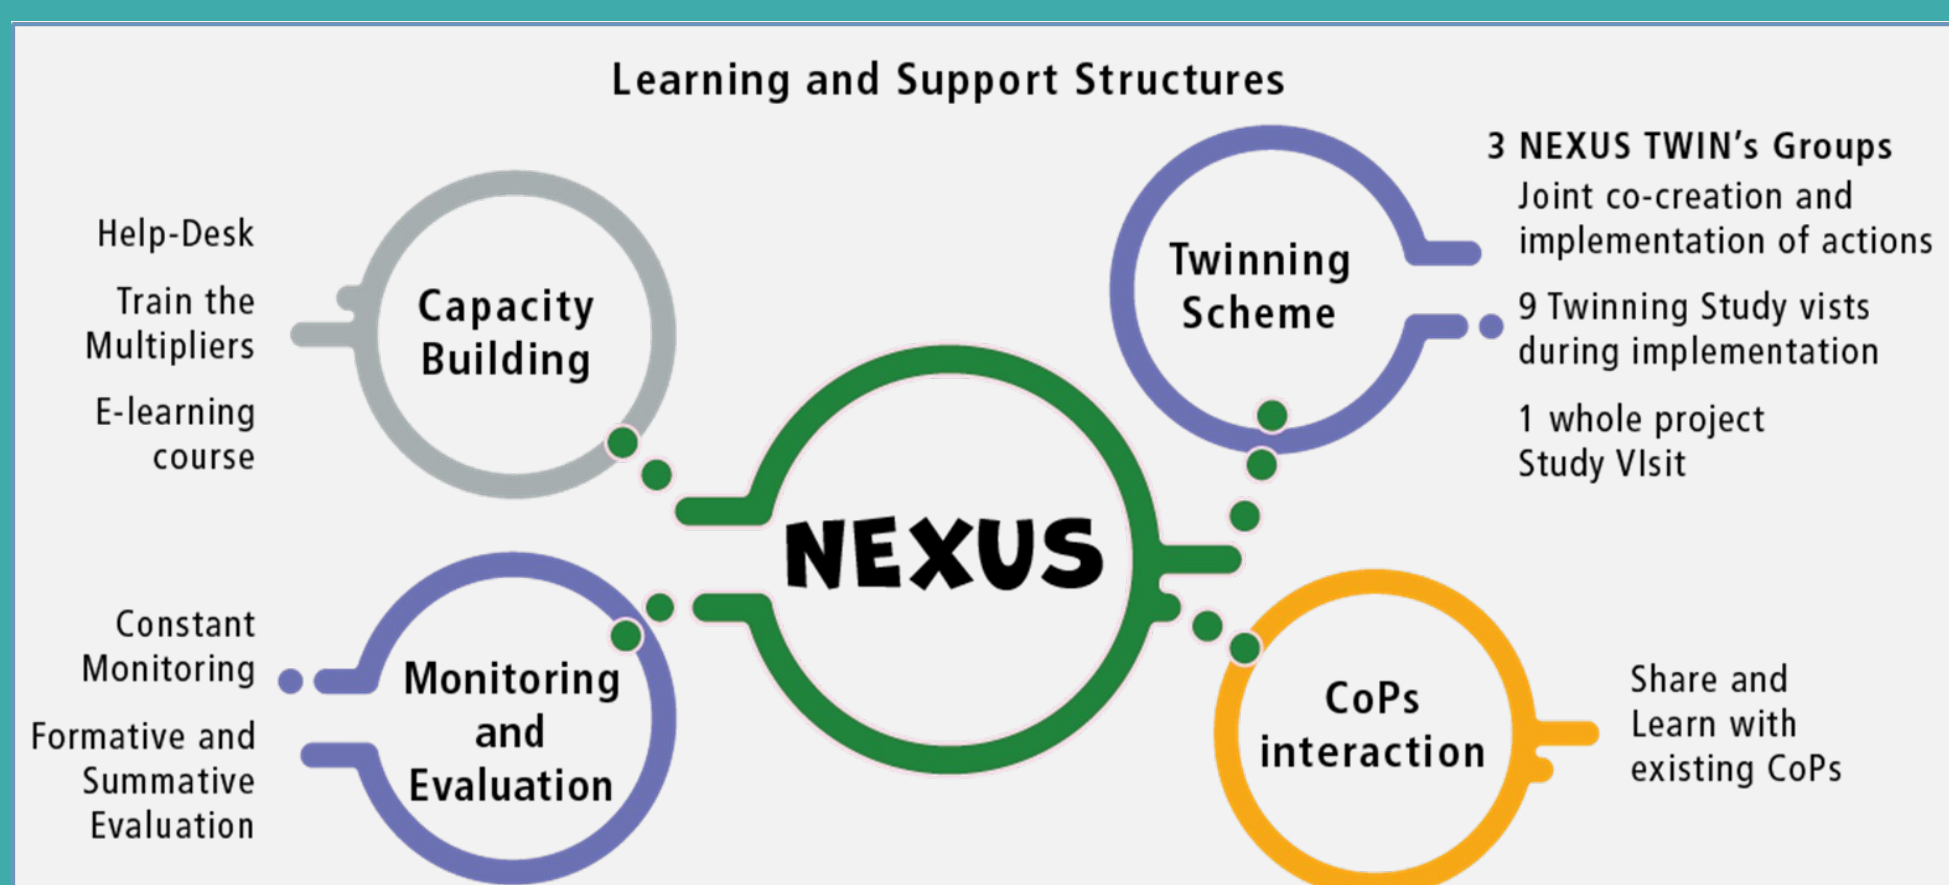 Learning and Support Structures
Help-Desk
Train the
Multipliers
E-learning
course
Capacity
Building
Twinning
Scheme
3 NEXUS TWIN's Groups
Joint co-creation and
implementation of actions
9 Twinning Study vists
during implementation
1 whole project
Study VIsit
NEXUS
Constant
Monitoring
Formative and
Summative
Evaluation
Monitoring
and
Evaluation
CoPs
interaction
Share and
Learn with
existing CoPs